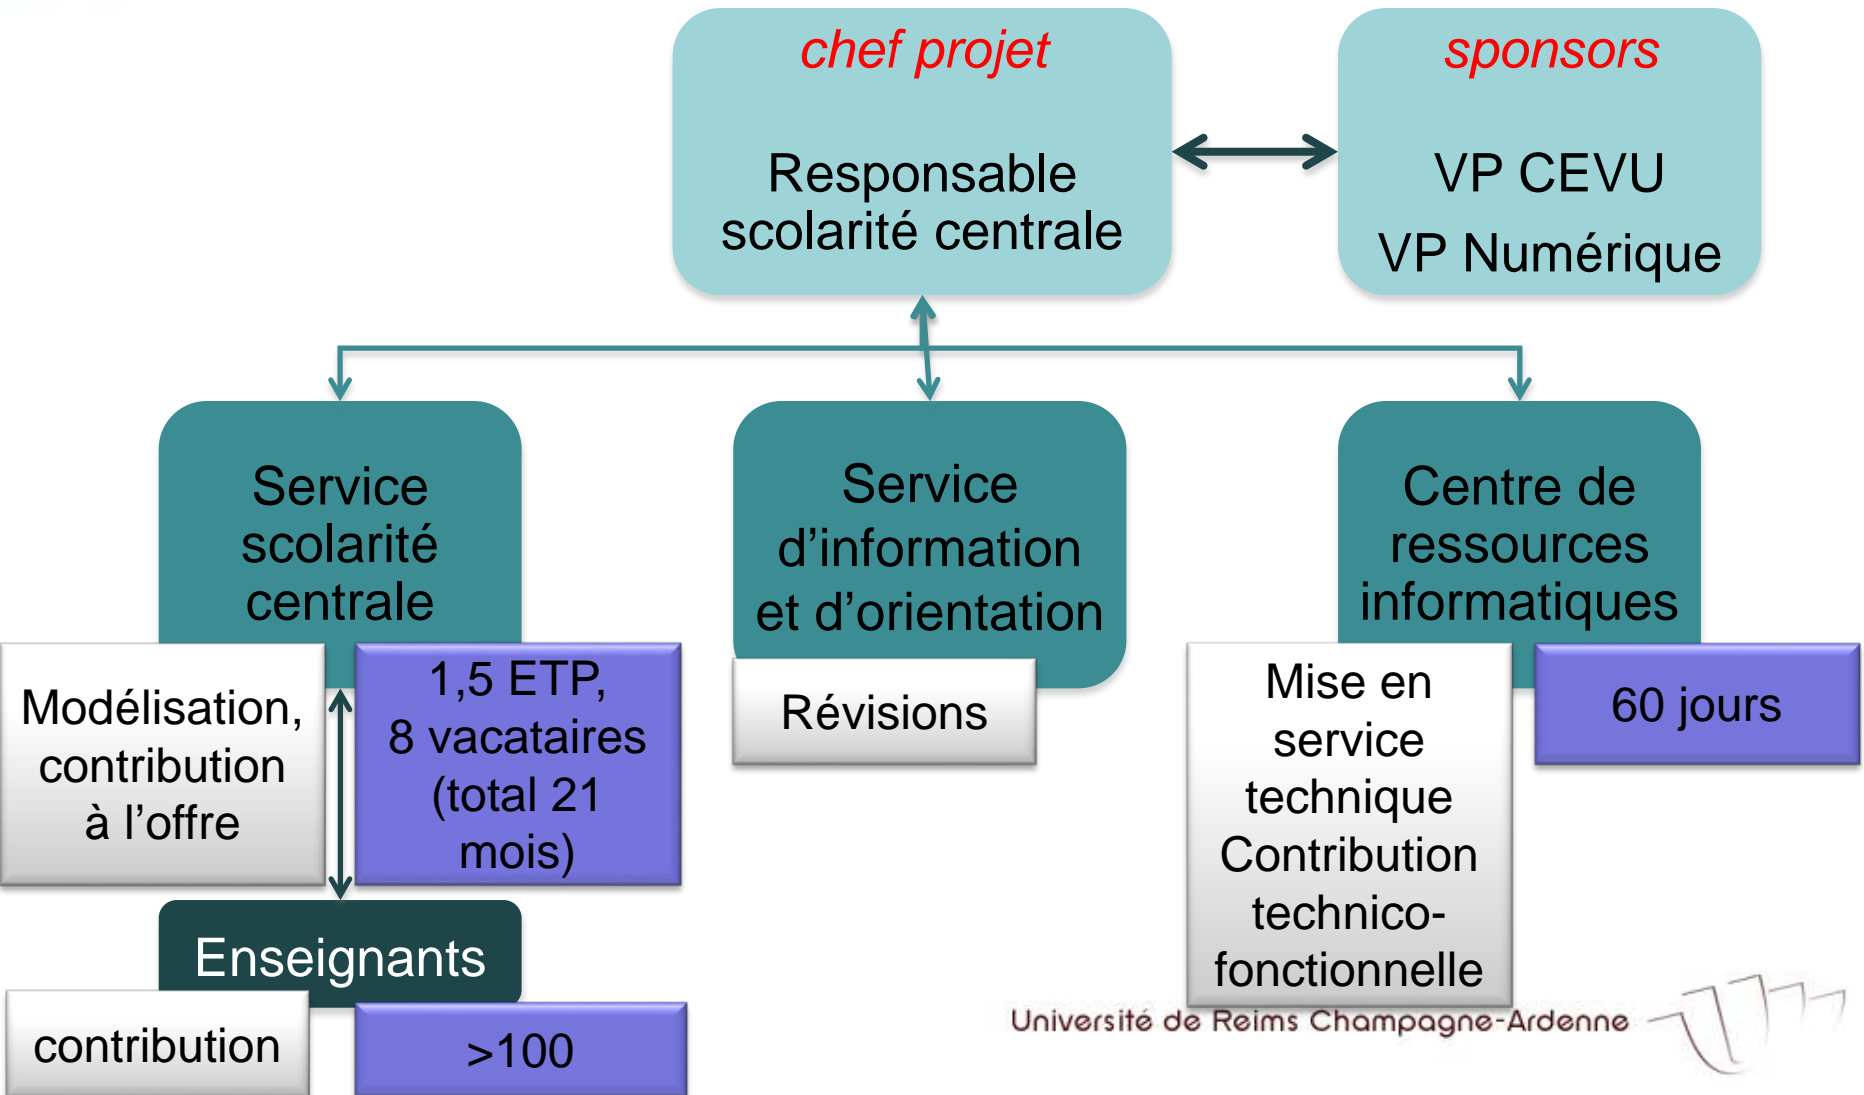 chef projet
Responsable
scolarité centrale
sponsors
VP CEVU
VP Numérique
Service
scolarité
centrale
Modélisation,
contribution
à l’offre
1,5 ETP,
8 vacataires
(total 21
mois)
Enseignants
contribution
>100
Service
d’information
et d’orientation
Révisions
Centre de
ressources
informatiques
Mise en
service
technique
Contribution
technico-
fonctionnelle
60 jours
Université de Reims Champagne-Ardenne